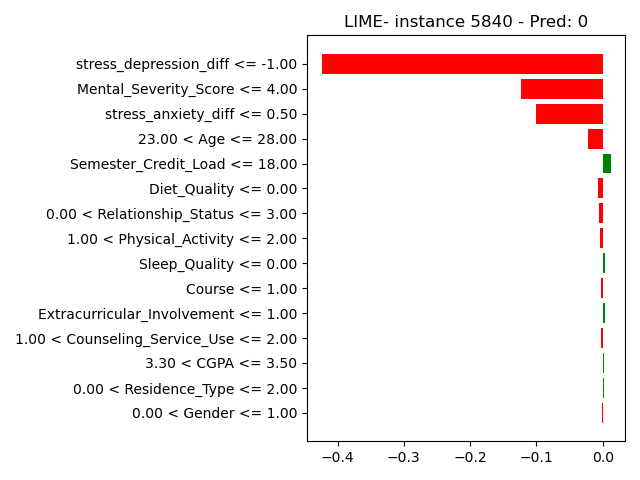 LIME- instance 5840 - Pred: 0
stress_depression_diff <= -1.00
Mental_Severity_Score <= 4.00
stress_anxiety_diff <= 0.50
23.00 < Age <= 28.00
Semester_Credit_Load <= 18.00
Diet_Quality <= 0.00
0.00 < Relationship_Status <= 3.00
1.00 < Physical_Activity <= 2.00
Sleep_Quality <= 0.00
Course <= 1.00
Extracurricular_Involvement <= 1.00
1.00 < Counseling_Service_Use <= 2.00
3.30 < CGPA <= 3.50
0.00 < Residence_Type <= 2.00
0.00 < Gender <= 1.00
−0.4 −0.3 −0.2 −0.1 0.0